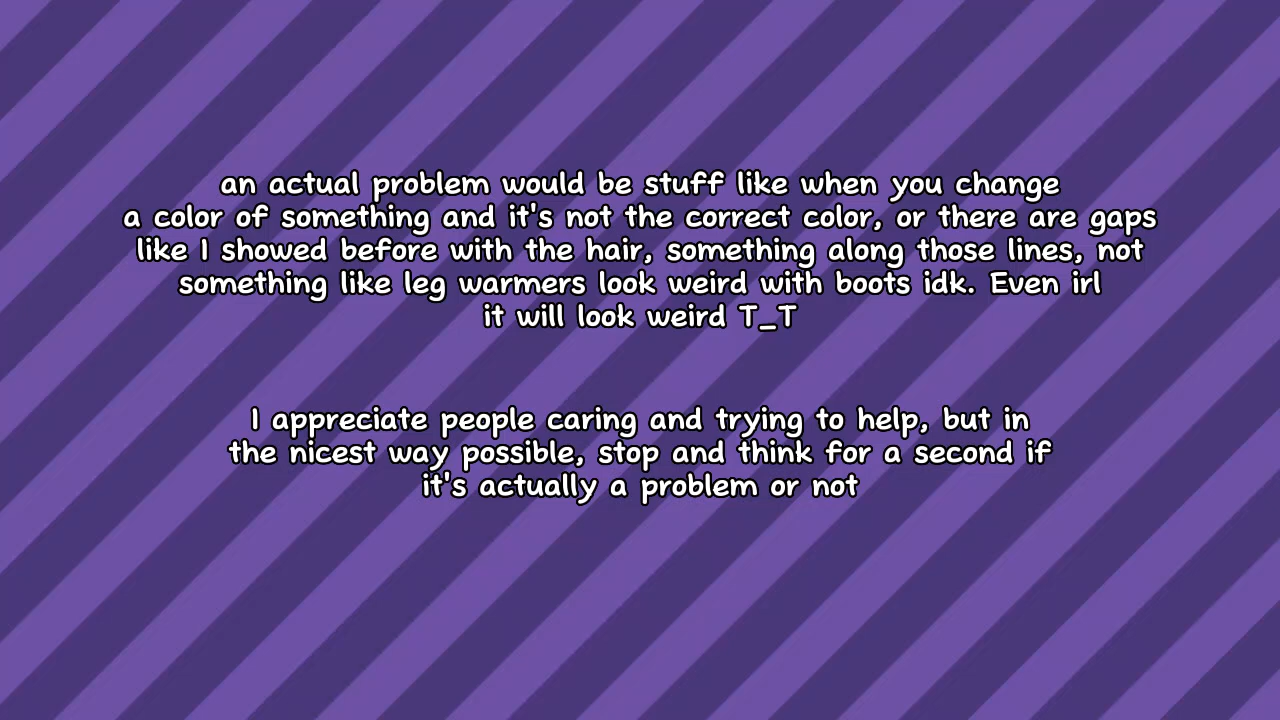 an actual problem would be stuff like when you change
a color of something and it's not the correct color, or there are gaps
like I showed before with the hair, something along those lines, not
something like leg warmers look weird with boots idk. Even irl
it will look weird T_T
I appreciate people caring and trying to help, but in
the nicest way possible, stop and think for a second if
it's actually a problem or not